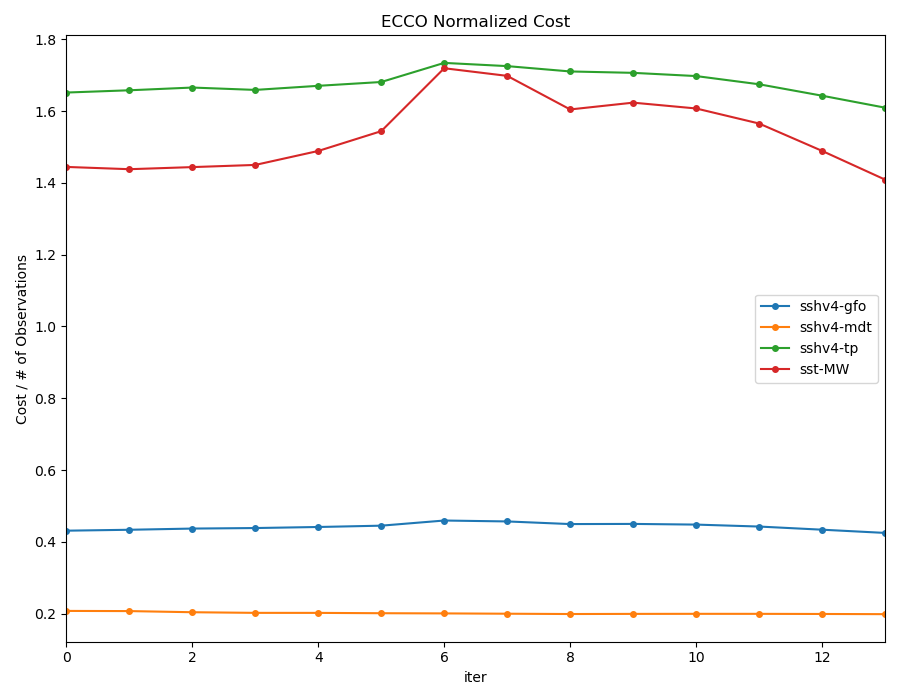 ECCO Normalized Cost
Cost / # of Observations
1.8
1.6
1.4
1.2
1.0
0.8
0.6
0.4
0.2
sshv4-gfo
sshv4-mdt
sshv4-tp
sst-MW
0 2 4 6 8 10 12
iter